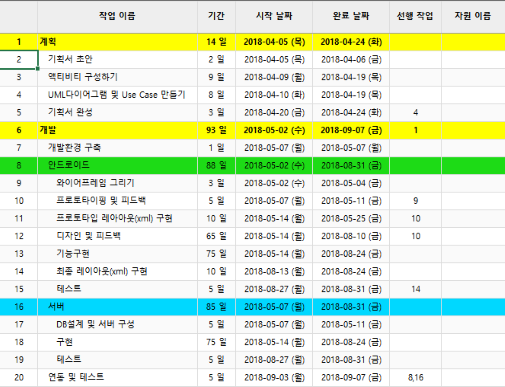 작업 이름 기간 시작 날짜 완료 날짜 선행 작업 자원 이름
1 계획 14 일 2018-04-05 (목) 2018-04-24 (화)
2 기획서 초안 2 일 2018-04-05 (목) 2018-04-06 (금)
3 액티비티 구성하기 9 일 2018-04-09 (월) 2018-04-19 (목)
4 UML다이어그램 및 Use Case 만들기 8 일 2018-04-10 (화) 2018-04-19 (목)
5 기획서 완성 3 일 2018-04-20 (금) 2018-04-24 (화) 4
6 개발 93 일 2018-05-02 (수) 2018-09-07 (금) 1
7 개발환경 구축 1 일 2018-05-07 (월) 2018-05-07 (월)
8 안드로이드 88 일 2018-05-02 (수) 2018-08-31 (금)
9 와이어프레임 그리기 3 일 2018-05-02 (수) 2018-05-04 (금)
10 프로토타이핑 및 피드백 5 일 2018-05-07 (월) 2018-05-11 (금) 9
11 프로토타입 레아아웃(xml) 구현 10 일 2018-05-14 (월) 2018-05-25 (금) 10
12 디자인 및 피드백 65 일 2018-05-14 (월) 2018-08-10 (금) 10
13 기능구현 75 일 2018-05-14 (월) 2018-08-24 (금)
14 최종 레이아웃(xml) 구현 10 일 2018-08-13 (월) 2018-08-24 (금)
15 테스트 5 일 2018-08-27 (월) 2018-08-31 (금) 14
16 서버 85 일 2018-05-07 (월) 2018-08-31 (금)
17 DB설계 및 서버 구성 5 일 2018-05-07 (월) 2018-05-11 (금)
18 구현 75 일 2018-05-14 (월) 2018-08-24 (금)
19 테스트 5 일 2018-08-27 (월) 2018-08-31 (금)
20 연동 및 테스트 5 일 2018-09-03 (월) 2018-09-07 (금) 8,16